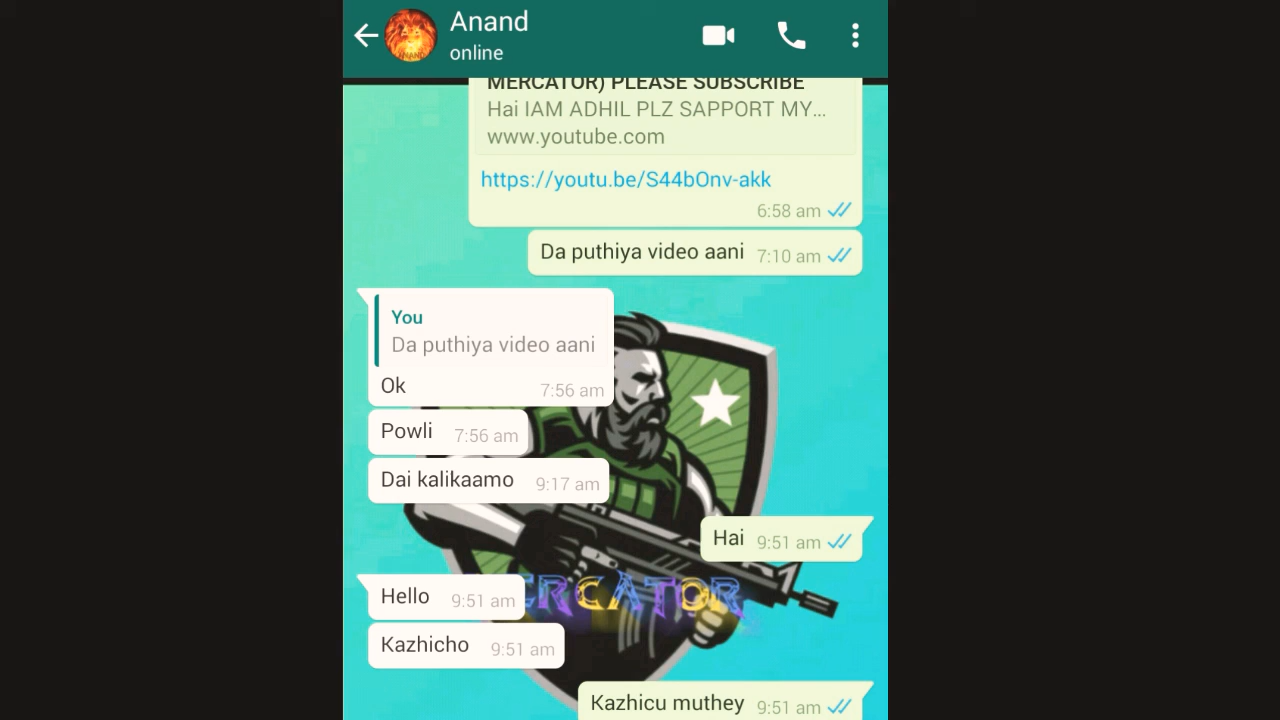 Anand
online
MERCATOR) PLEASE SUBSCRIBE
Hai IAM ADHIL PLZ SAPPORT MY...
www.youtube.com
https://youtu.be/S44bOnv-akk
6:58 am
Da puthiya video aani 7:10 am
You
Da puthiya video aani
Ok 7:56 am
Powli 7:56 am
Dai kalikaamo 9:17 am
Hai 9:51 am
Hello 9:51 am
ERCATOR
Kazhicho 9:51 am
Kazhicu muthey 9:51 am